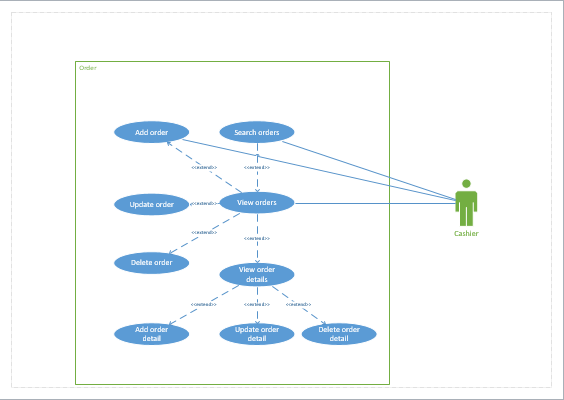 Order
Add order
Search orders
<<extend>>
<<extend>>
Update order
<<extend>>
View orders
Cashier
<<extend>>
<<extend>>
Delete order
View order
details
<<extend>>
<<extend>>
<<extend>>
Add order
detail
Update order
detail
Delete order
detail